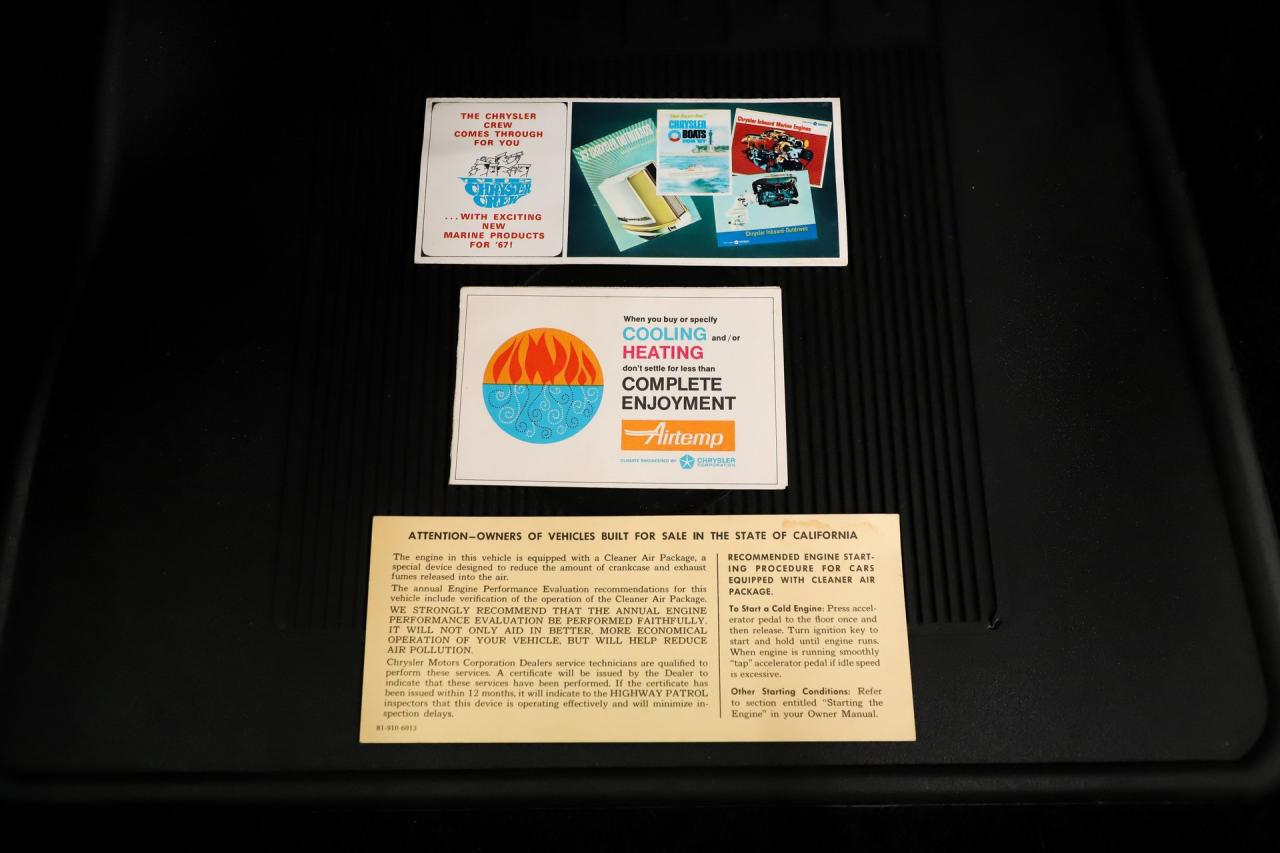 THE CHRYSLER
CREW
COMES THROUGH
FOR YOU
THE
CHRYSLER
CREW
...WITH EXCITING
NEW
MARINE PRODUCTS
FOR '67!
'67 CHRYSLER OUTBOARDS
CHRYSLER
BOATS
FOR '67
Chrysler Inboard Marine Engines
Chrysler Inboard-Outdrives
When you buy or specify
COOLING and/or
HEATING
don't settle for less than
COMPLETE
ENJOYMENT
Airtemp
CLIMATE ENGINEERED BY CHRYSLER
CORPORATION
ATTENTION—OWNERS OF VEHICLES BUILT FOR SALE IN THE STATE OF CALIFORNIA
The engine in this vehicle is equipped with a Cleaner Air Package, a
special device designed to reduce the amount of crankcase and exhaust
fumes released into the air.
The annual Engine Performance Evaluation recommendations for this
vehicle include verification of the operation of the Cleaner Air Package.
WE STRONGLY RECOMMEND THAT THE ANNUAL ENGINE
PERFORMANCE EVALUATION BE PERFORMED FAITHFULLY.
IT WILL NOT ONLY AID IN BETTER, MORE ECONOMICAL
OPERATION OF YOUR VEHICLE, BUT WILL HELP REDUCE
AIR POLLUTION.
Chrysler Motors Corporation Dealers service technicians are qualified to
perform these services. A certificate will be issued by the Dealer to
indicate that these services have been performed. If the certificate has
been issued within 12 months, it will indicate to the HIGHWAY PATROL
inspectors that this device is operating effectively and will minimize in-
spection delays.
81-910-6013
RECOMMENDED ENGINE START-
ING PROCEDURE FOR CARS
EQUIPPED WITH CLEANER AIR
PACKAGE.
To Start a Cold Engine: Press accel-
erator pedal to the floor once and
then release. Turn ignition key to
start and hold until engine runs.
When engine is running smoothly
"tap" accelerator pedal if idle speed
is excessive.
Other Starting Conditions: Refer
to section entitled "Starting the
Engine" in your Owner Manual.